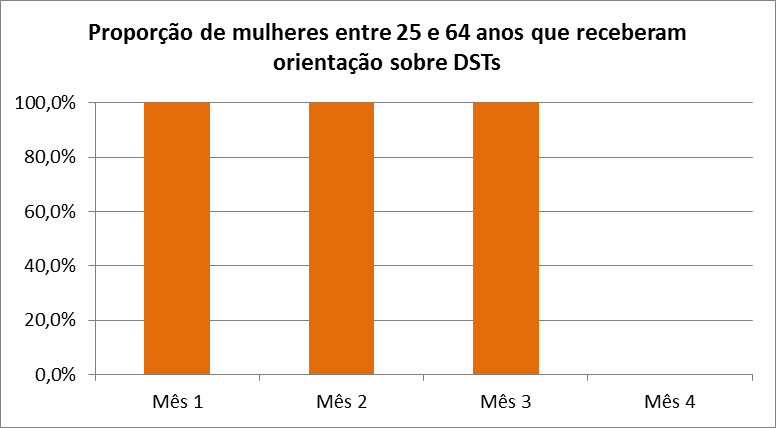 Proporção de mulheres entre 25 e 64 anos que receberam
orientação sobre DSTs
100,0%
80,0%
60,0%
40,0%
20,0%
0,0%
Mês 1
Mês 2
Mês 3
Mês 4